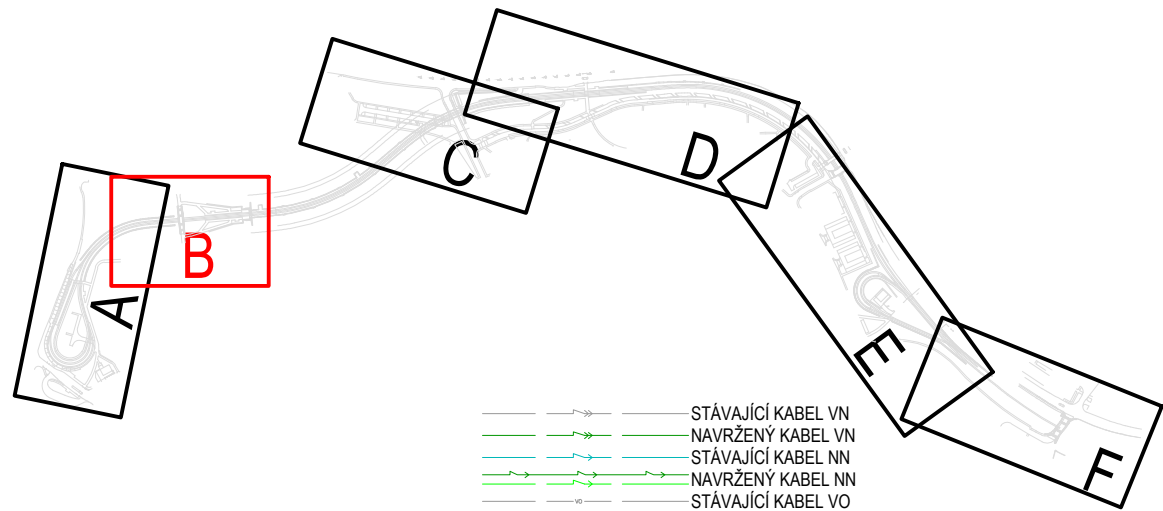 A
B
C
D
E
F
STÁVAJÍCÍ KABEL VN
NAVRŽENÝ KABEL VN
STÁVAJÍCÍ KABEL NN
NAVRŽENÝ KABEL NN
VO STÁVAJÍCÍ KABEL VO